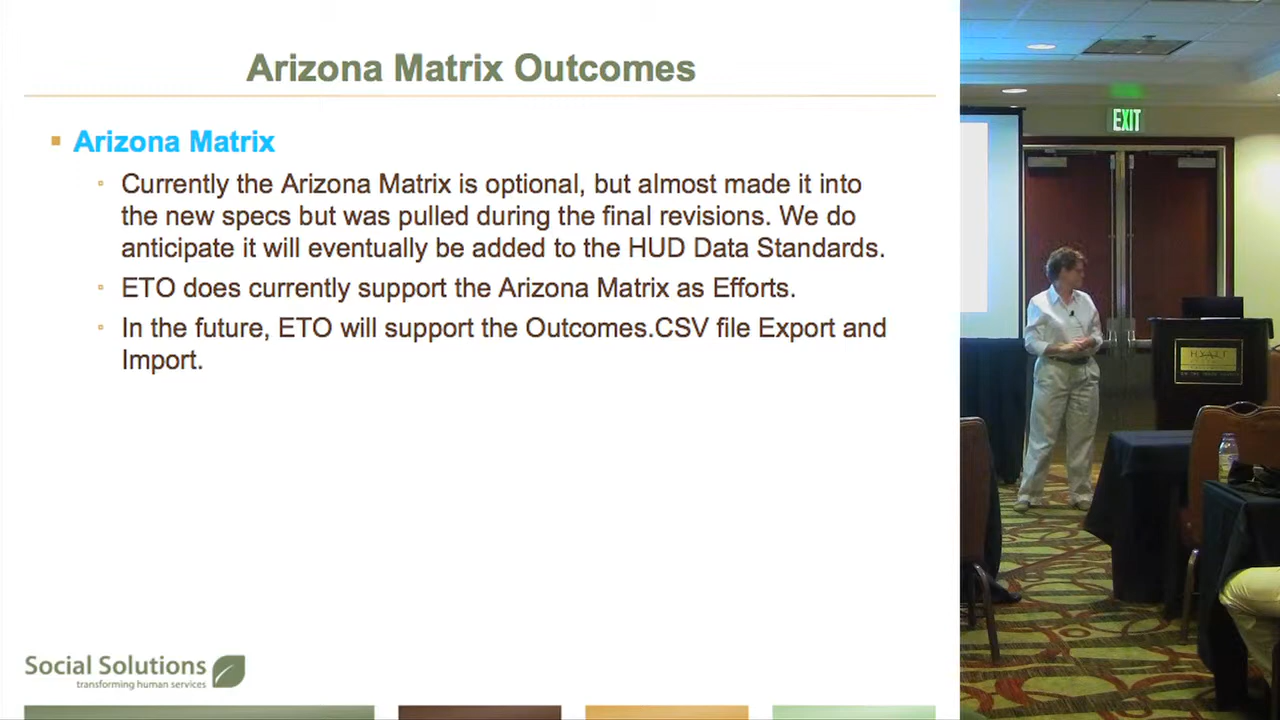 Arizona Matrix Outcomes
Arizona Matrix
Currently the Arizona Matrix is optional, but almost made it into
the new specs but was pulled during the final revisions. We do
anticipate it will eventually be added to the HUD Data Standards.
ETO does currently support the Arizona Matrix as Efforts.
In the future, ETO will support the Outcomes.CSV file Export and
Import.
Social Solutions
transforming human services
EXIT
HYATT